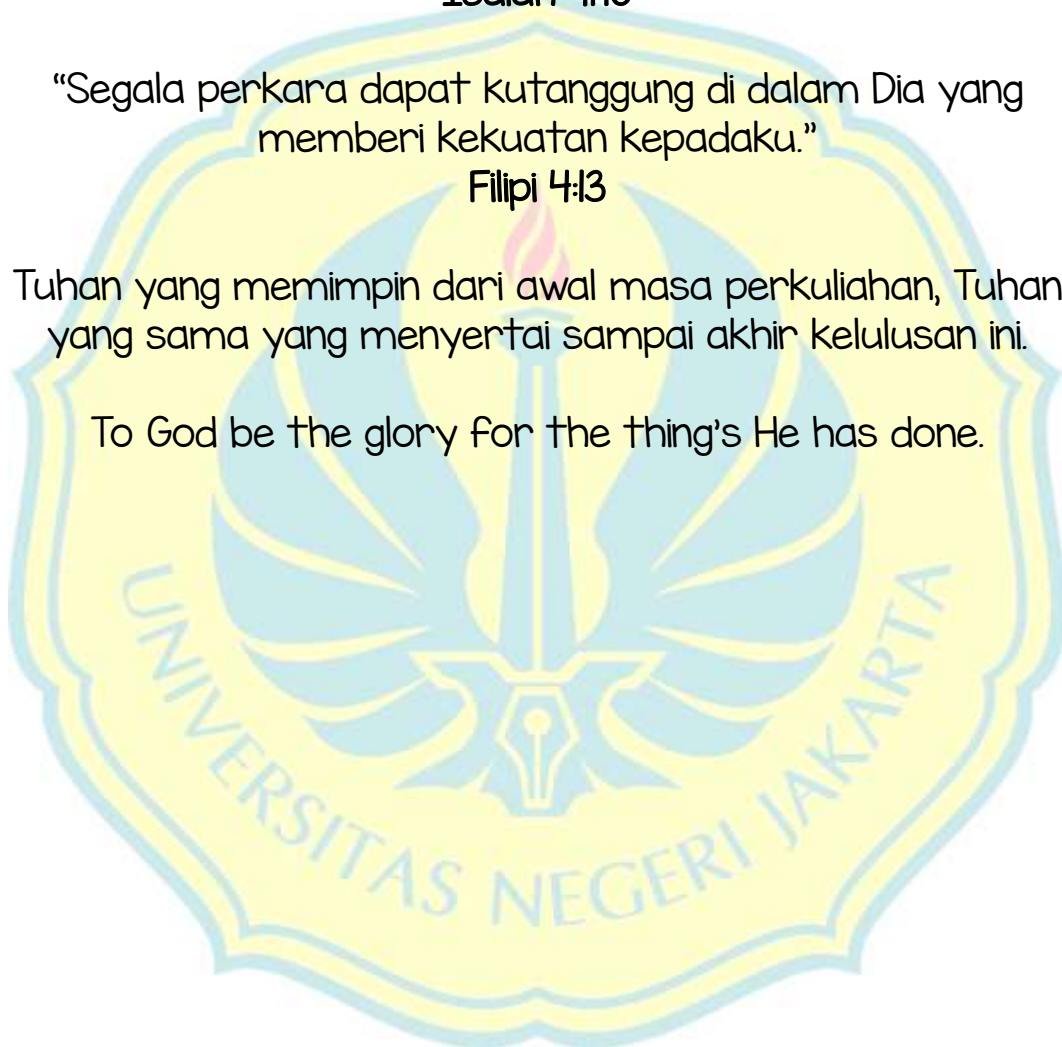 “Segala perkara dapat kutanggung di dalam Dia yang
memberi kekuatan kepadaku.”
Filipi 4:13
Tuhan yang memimpin dari awal masa perkuliahan, Tuhan
yang sama yang menyertai sampai akhir kelulusan ini.
To God be the glory for the thing’s He has done.
UNIVERSITAS NEGERI JAKARTA